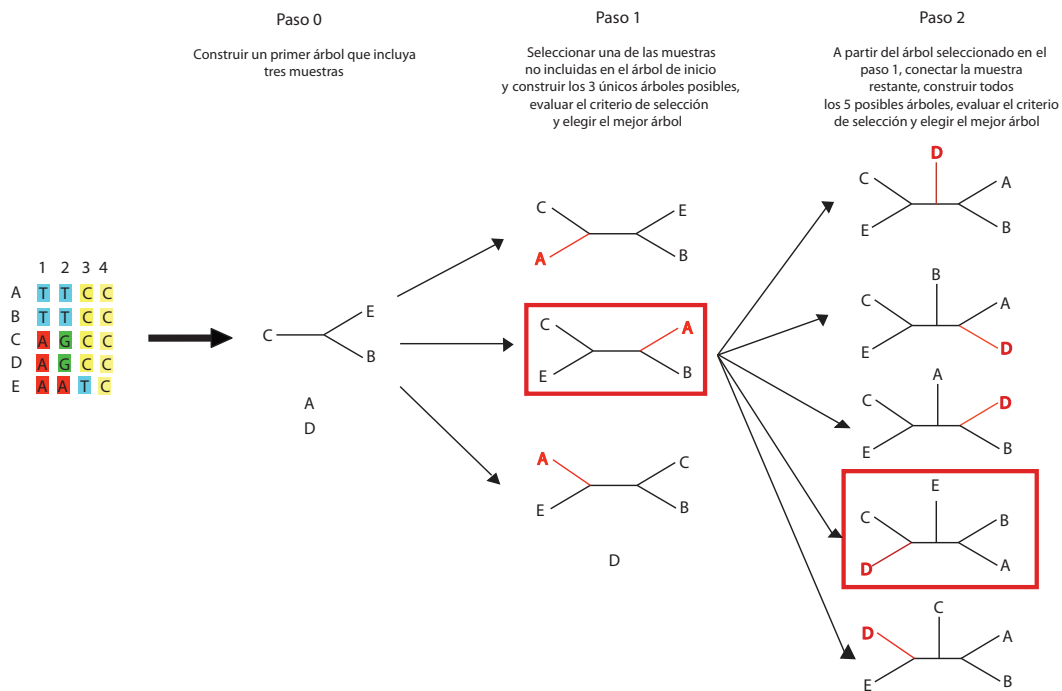 Paso 0
Construir un primer árbol que incluya
tres muestras
Paso 1
Seleccionar una de las muestras
no incluidas en el árbol de inicio
y construir los 3 únicos árboles posibles,
evaluar el criterio de selección
y elegir el mejor árbol
Paso 2
A partir del árbol seleccionado en el
paso 1, conectar la muestra
restante, construir todos
los 5 posibles árboles, evaluar el criterio
de selección y elegir el mejor árbol
1 2 3 4
A T T C C
B T T C C
C A G C C
D A G C C
E A A T C
C E
B
A
D
C E
A B
C A
E B
A C
E B
D
D
C A
E B
B
C A
E D
A
C D
E B
E
C B
D A
C
D A
E B